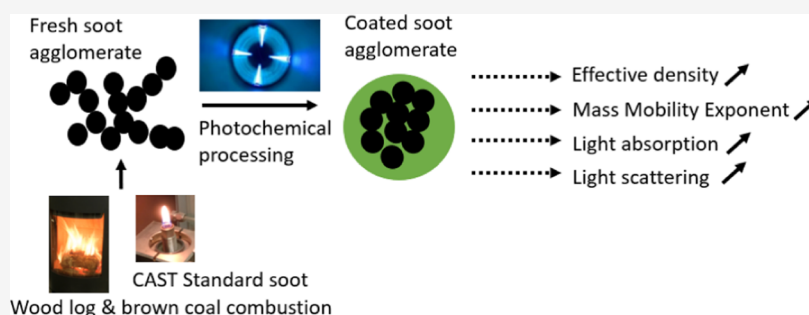 Fresh soot
agglomerate
Photochemical
processing
Coated soot
agglomerate
Effective density
Mass Mobility Exponent
Light absorption
Light scattering
CAST Standard soot
Wood log & brown coal combustion